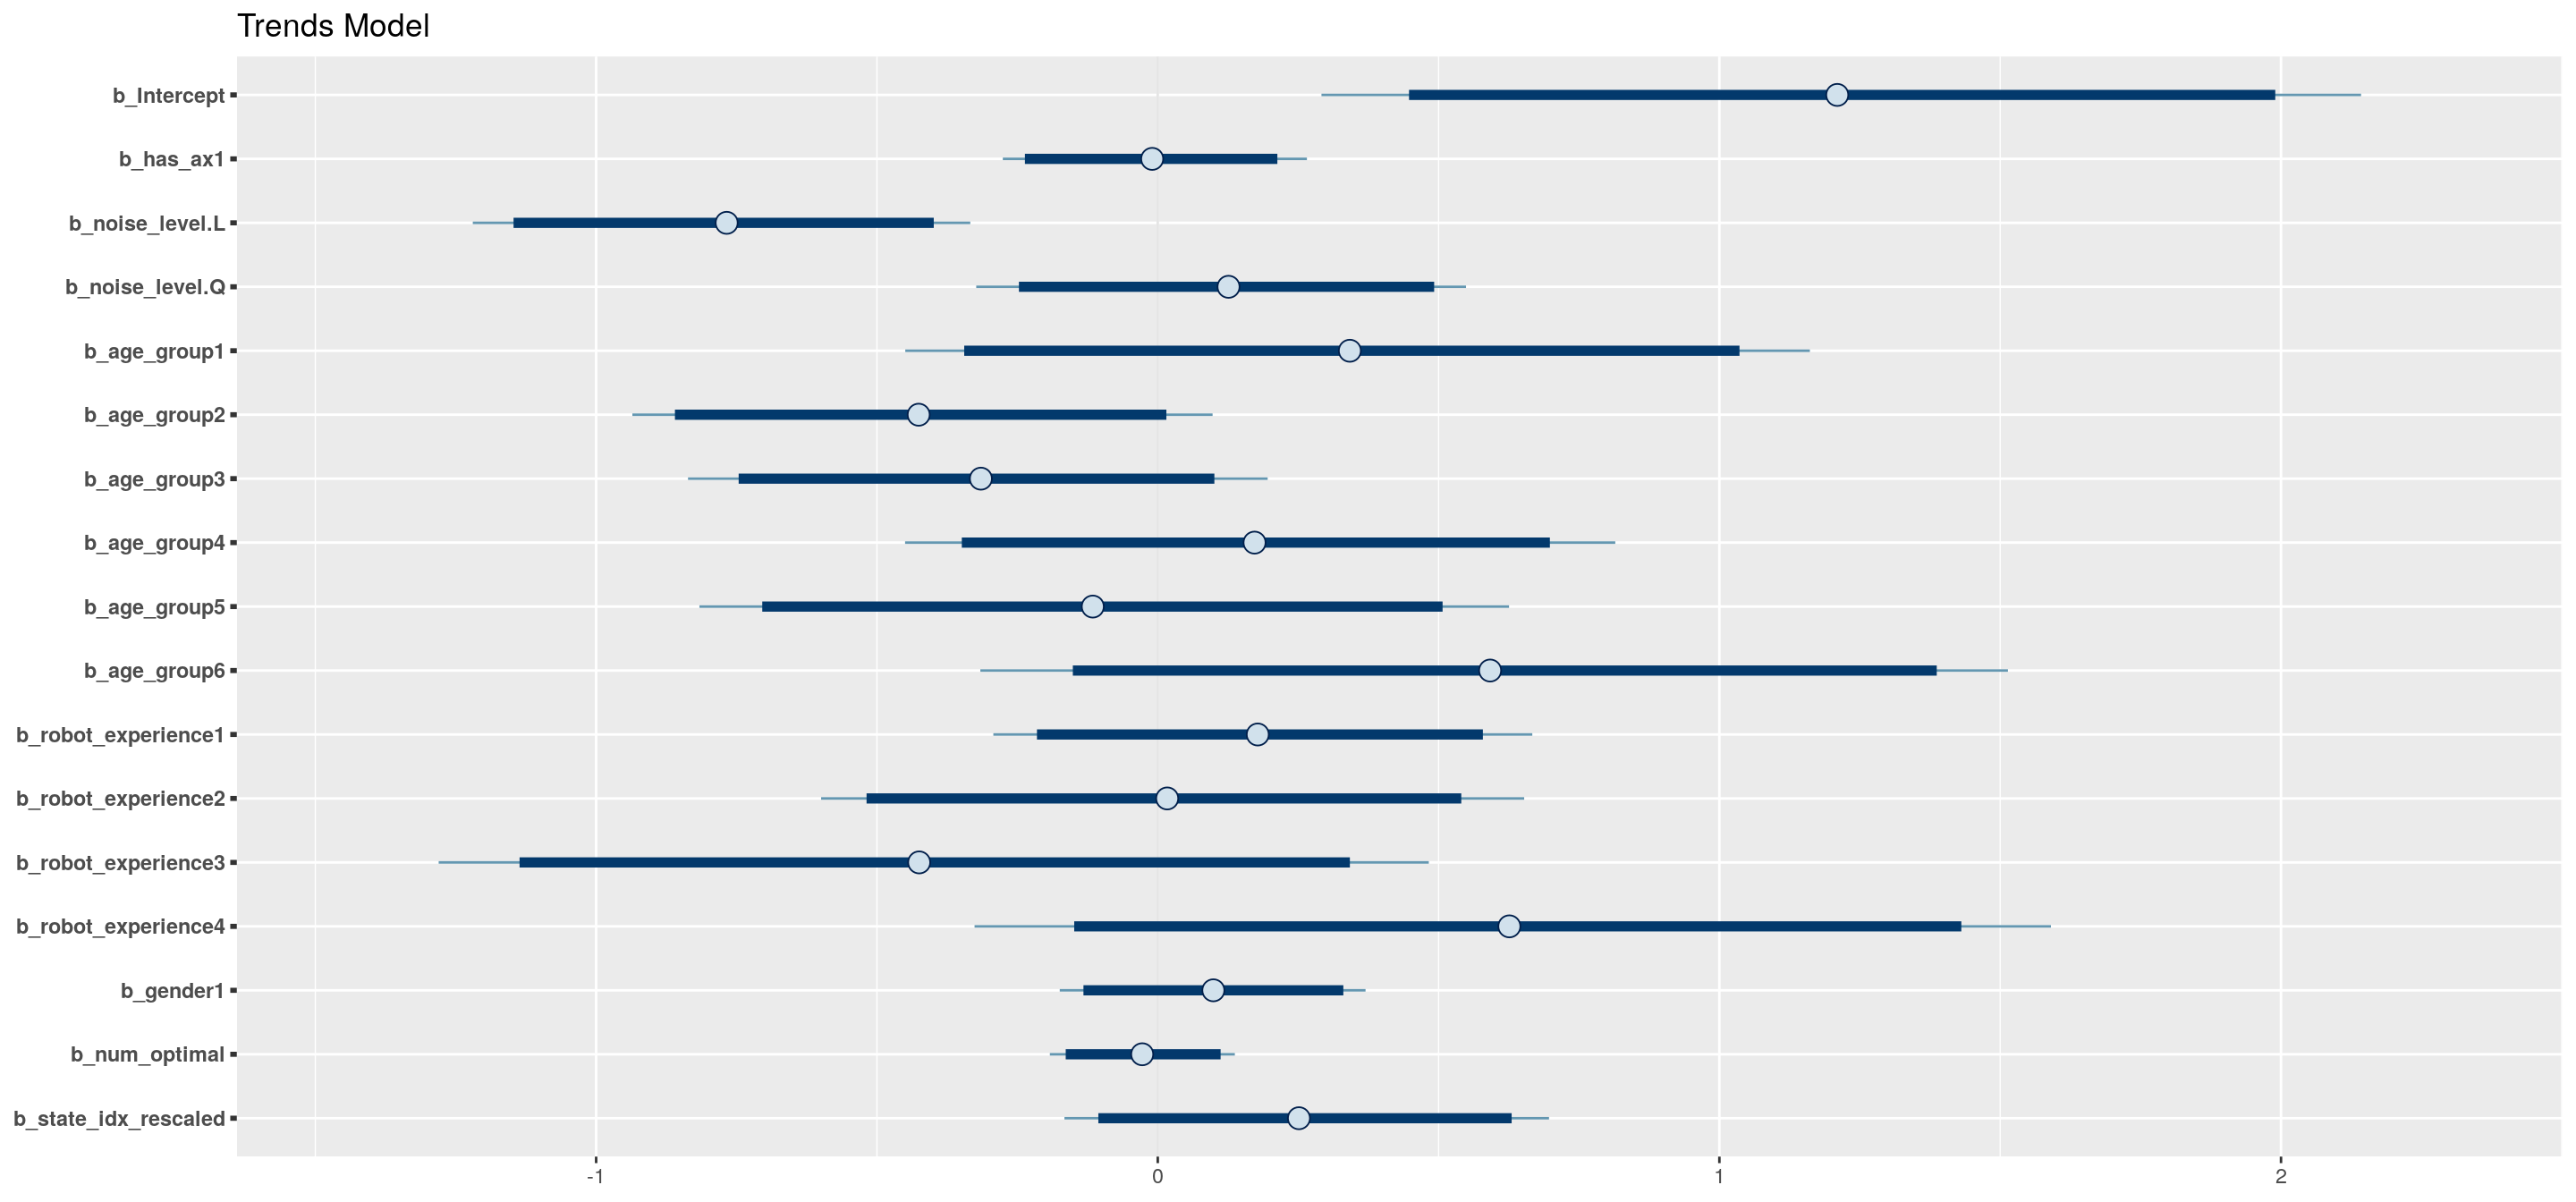 Trends Model
b_Intercept
b_has_ax1
b_noise_level.L
b_noise_level.Q
b_age_group1
b_age_group2
b_age_group3
b_age_group4
b_age_group5
b_age_group6
b_robot_experience1
b_robot_experience2
b_robot_experience3
b_robot_experience4
b_gender1
b_num_optimal
b_state_idx_rescaled
-1 0 1 2